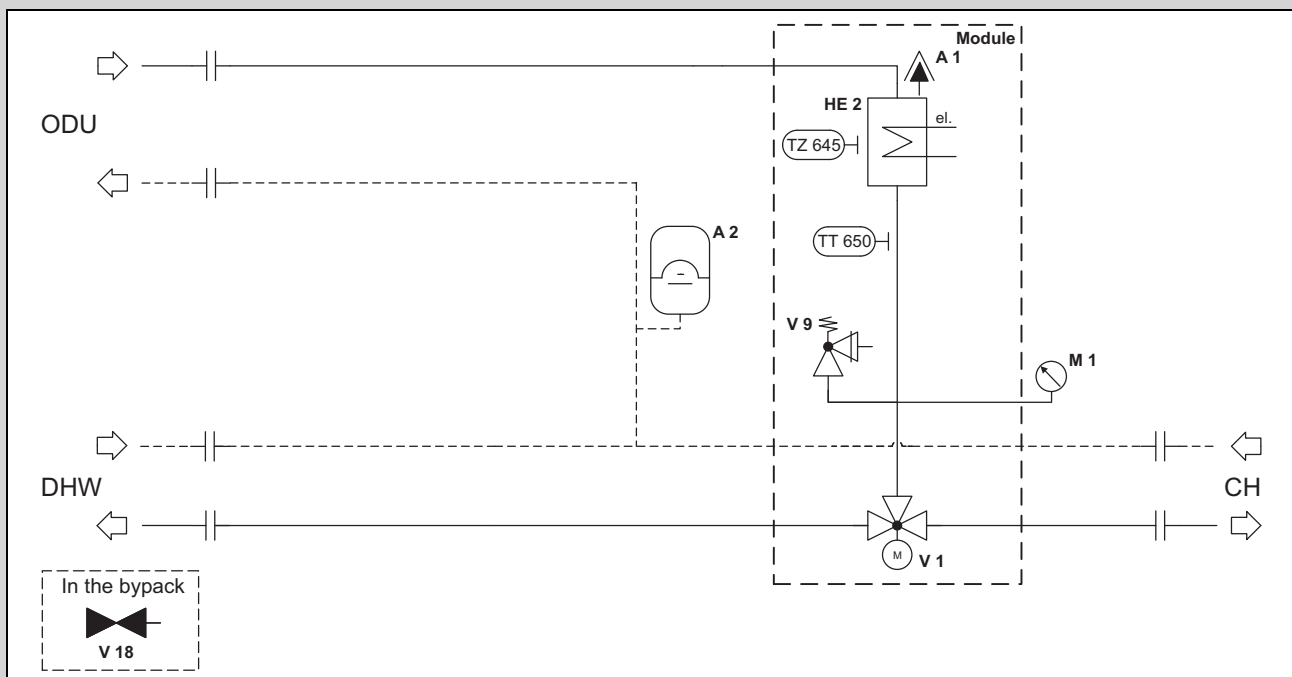 Module
A 1
HE 2
el.
ODU
TZ 645
A 2
TT 650
V 9
M 1
DHW
CH
M
V 1
In the bypack
V 18